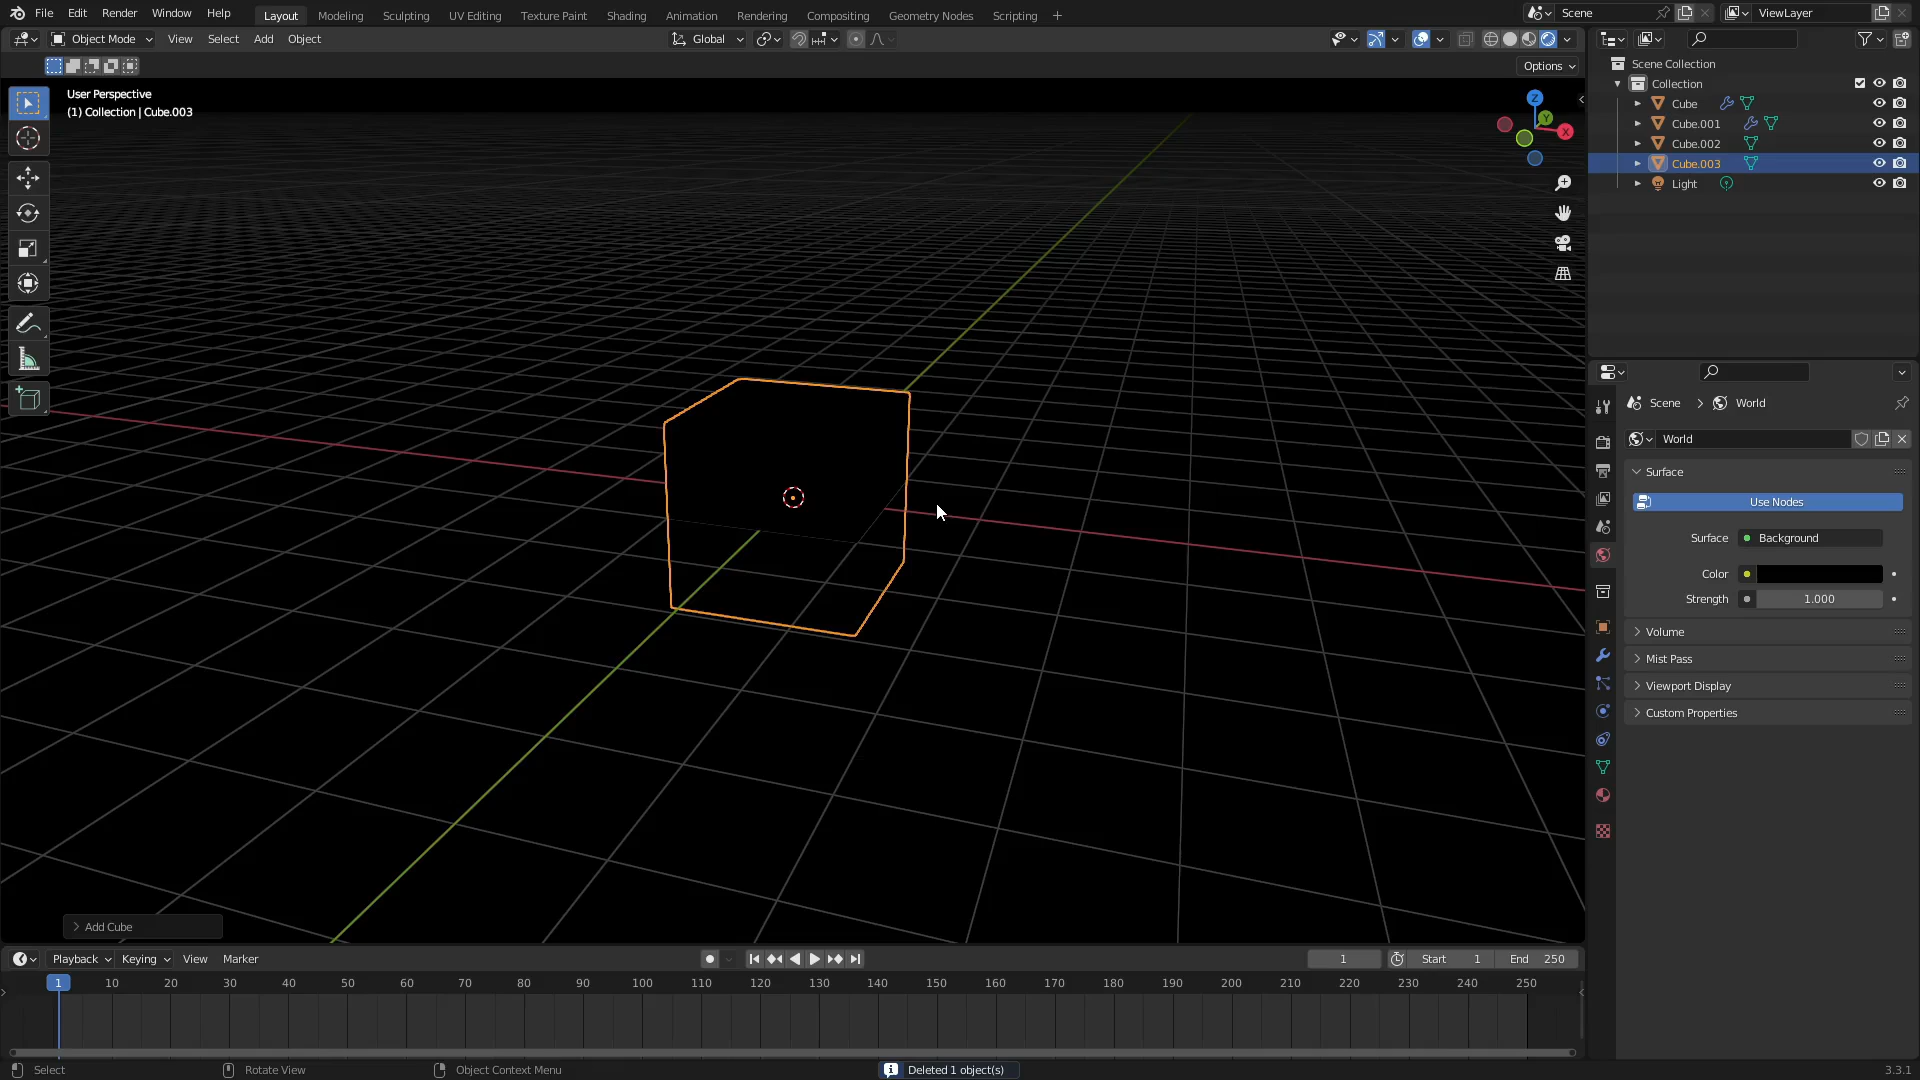 File Edit Render Window Help Layout Modeling Sculpting UV Editing Texture Paint Shading Animation Rendering Compositing Geometry Nodes Scripting + Scene ViewLayer
Object Mode View Select Add Object Global
Options
User Perspective
(1) Collection | Cube.003
Z
Y
X
Scene Collection
Collection
Cube
Cube.001
Cube.002
Cube.003
Light
Scene > World
World
Surface
Use Nodes
Surface Background
Color
Strength 1.000
Volume
Mist Pass
Viewport Display
Custom Properties
Add Cube
Playback Keying View Marker 1 Start 1 End 250
1 10 20 30 40 50 60 70 80 90 100 110 120 130 140 150 160 170 180 190 200 210 220 230 240 250
Select Rotate View Object Context Menu Deleted 1 object(s) 3.3.1